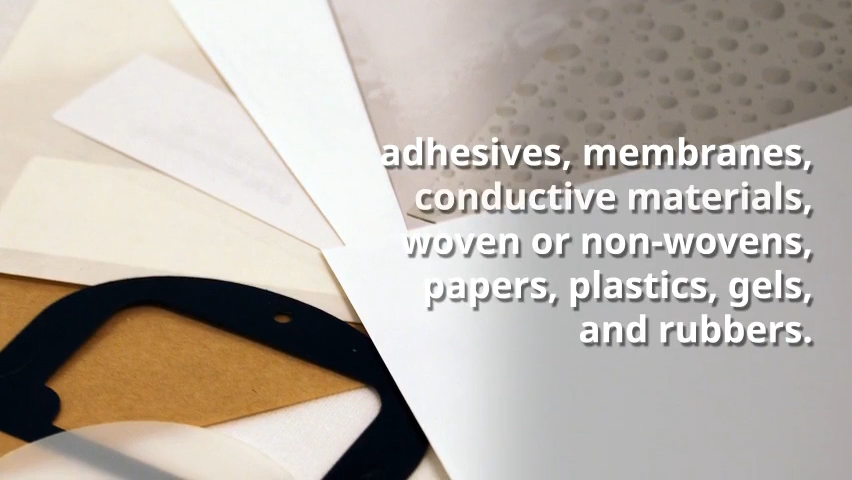 adhesives, membranes,
conductive materials,
woven or non-wovens,
papers, plastics, gels,
and rubbers.